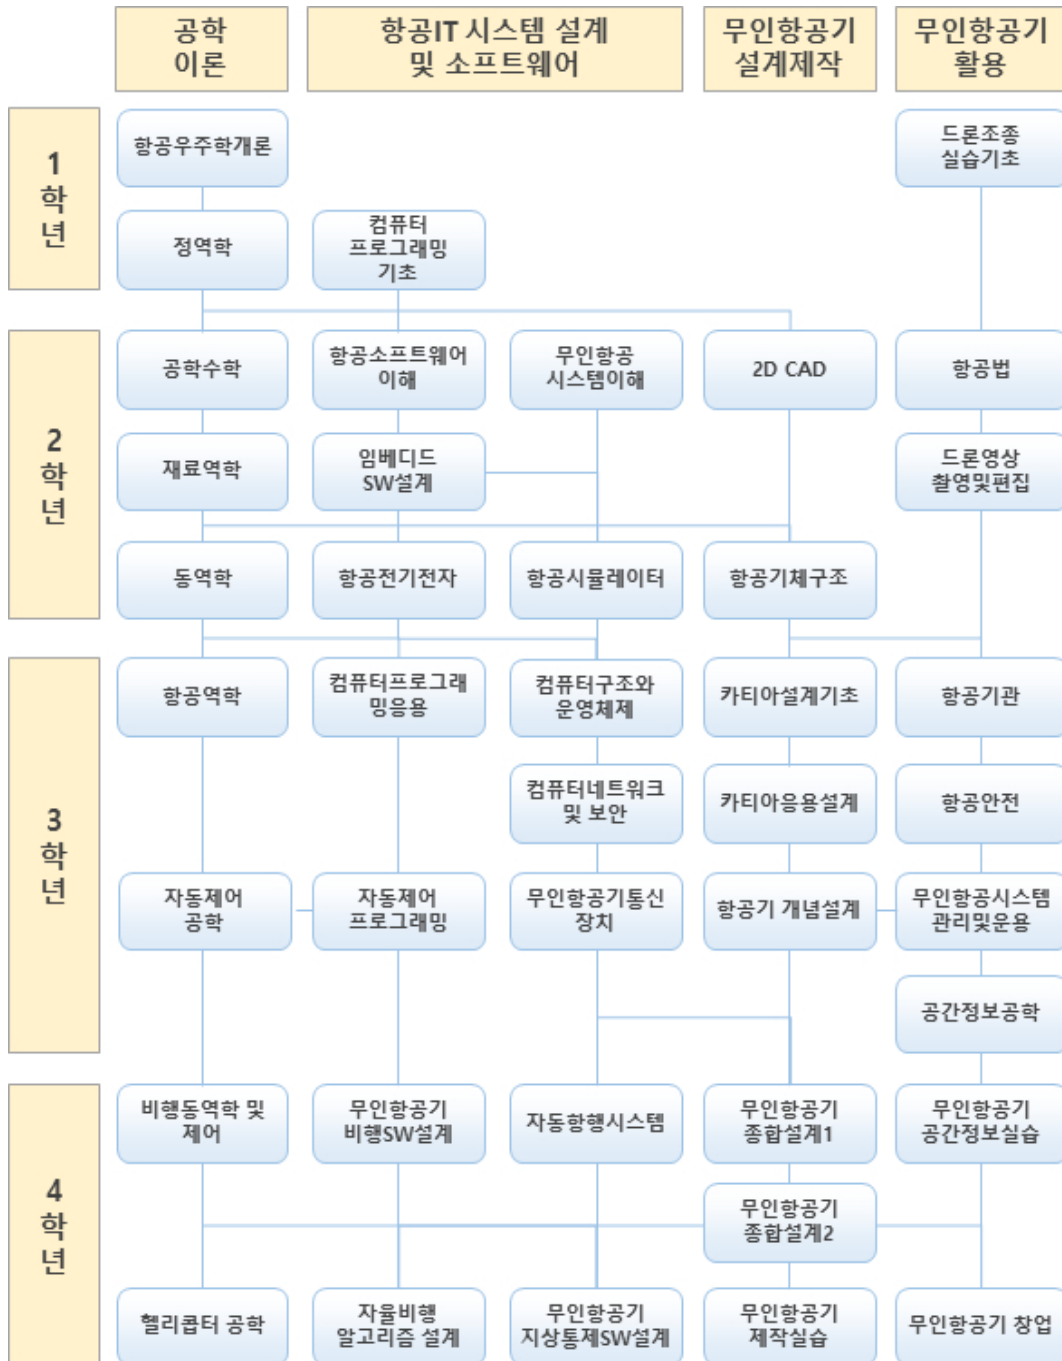 공학
이론
항공IT 시스템 설계
및 소프트웨어
무인항공기
설계제작
무인항공기
활용
1
학
년
항공우주학개론
드론조종
실습기초
정역학
컴퓨터
프로그래밍
기초
2
학
년
공학수학
항공소프트웨어
이해
무인항공
시스템이해
2D CAD
항공법
재료역학
임베디드
SW설계
드론영상
촬영및편집
동역학
항공전기전자
항공시뮬레이터
항공기체구조
3
학
년
항공역학
컴퓨터프로그래
밍응용
컴퓨터구조와
운영체제
카티아설계기초
항공기관
컴퓨터네트워크
및 보안
카티아응용설계
항공안전
자동제어
공학
자동제어
프로그래밍
무인항공기통신
장치
항공기 개념설계
무인항공시스템
관리및운용
공간정보공학
4
학
년
비행동역학 및
제어
무인항공기
비행SW설계
자동항행시스템
무인항공기
종합설계1
무인항공기
공간정보실습
무인항공기
종합설계2
헬리콥터 공학
자율비행
알고리즘 설계
무인항공기
지상통제SW설계
무인항공기
제작실습
무인항공기 창업